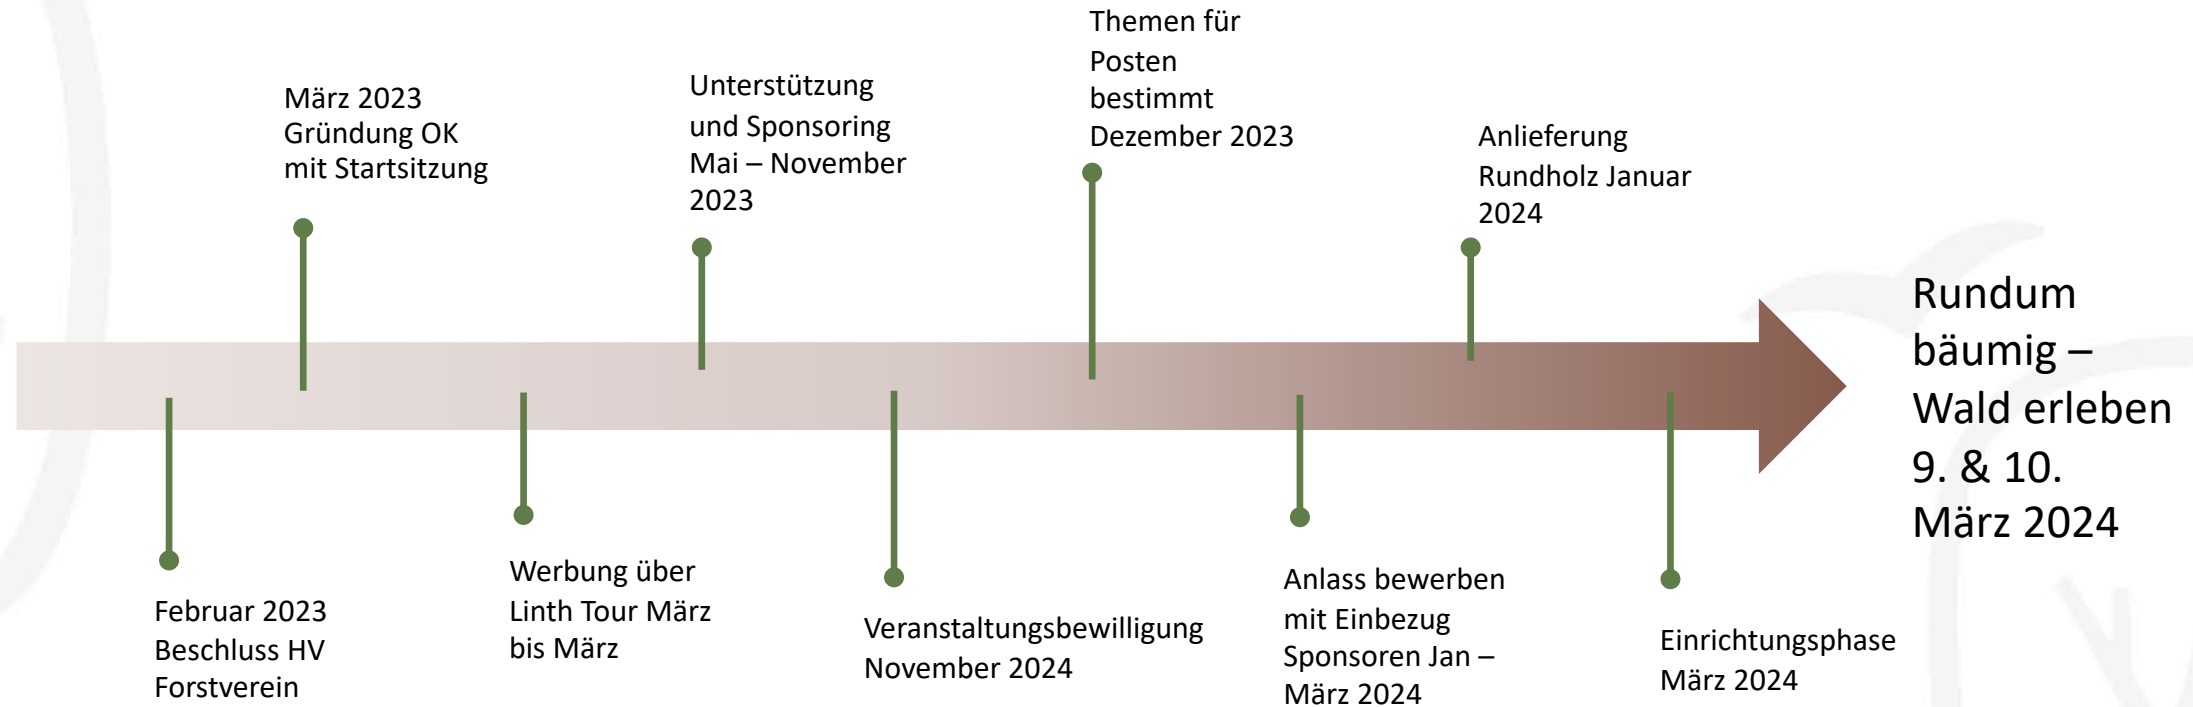 Themen für
Posten
bestimmt
Dezember 2023
März 2023
Gründung OK
mit Startsitzung
Unterstützung
und Sponsoring
Mai – November
2023
Anlieferung
Rundholz Januar
2024
Rundum
bäumig –
Wald erleben
9. & 10.
März 2024
Februar 2023
Beschluss HV
Forstverein
Werbung über
Linth Tour März
bis März
Veranstaltungsbewilligung
November 2024
Anlass bewerben
mit Einbezug
Sponsoren Jan –
März 2024
Einrichtungsphase
März 2024